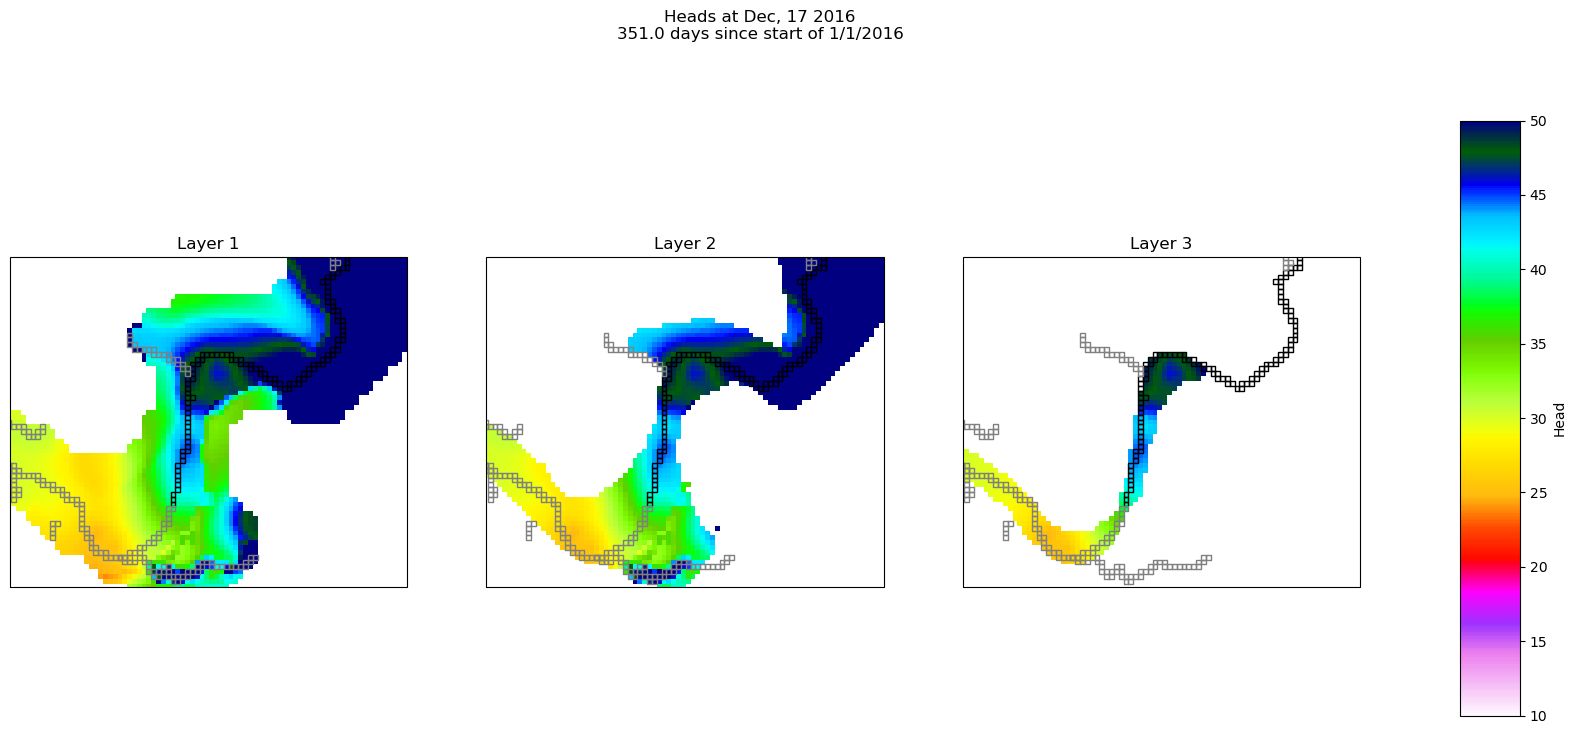 Heads at Dec, 17 2016
351.0 days since start of 1/1/2016
Layer 1
Layer 2
Layer 3
50
45
40
35
30
25
20
15
10
Head